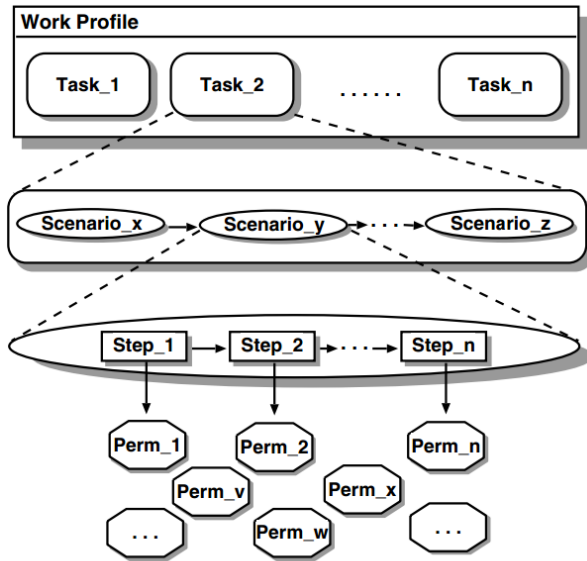 Work Profile
Task_1 Task_2 ...... Task_n
Scenario_x Scenario_y .... Scenario_z
Step_1 Step_2 ... Step_n
Perm_1 Perm_2 Perm_n
Perm_v Perm_x
... Perm_w ...